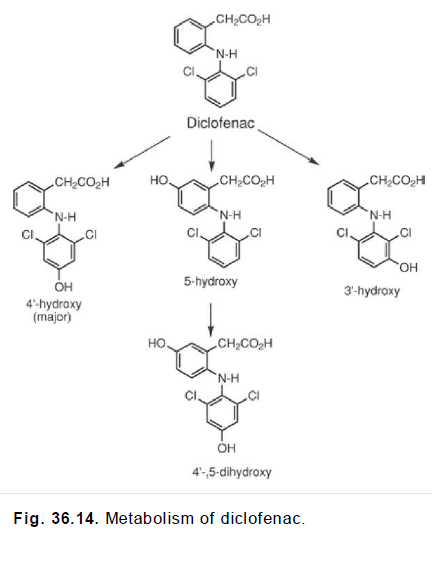 CH₂CO₂H
N-H
Cl Cl
Diclofenac
CH₂CO₂H
N-H
Cl Cl
OH
4'-hydroxy
(major)
HO CH₂CO₂H
N-H
Cl Cl
5-hydroxy
CH₂CO₂H
N-H
Cl Cl
OH
3'-hydroxy
HO CH₂CO₂H
N-H
Cl Cl
OH
4'-,5-dihydroxy
Fig. 36.14. Metabolism of diclofenac.